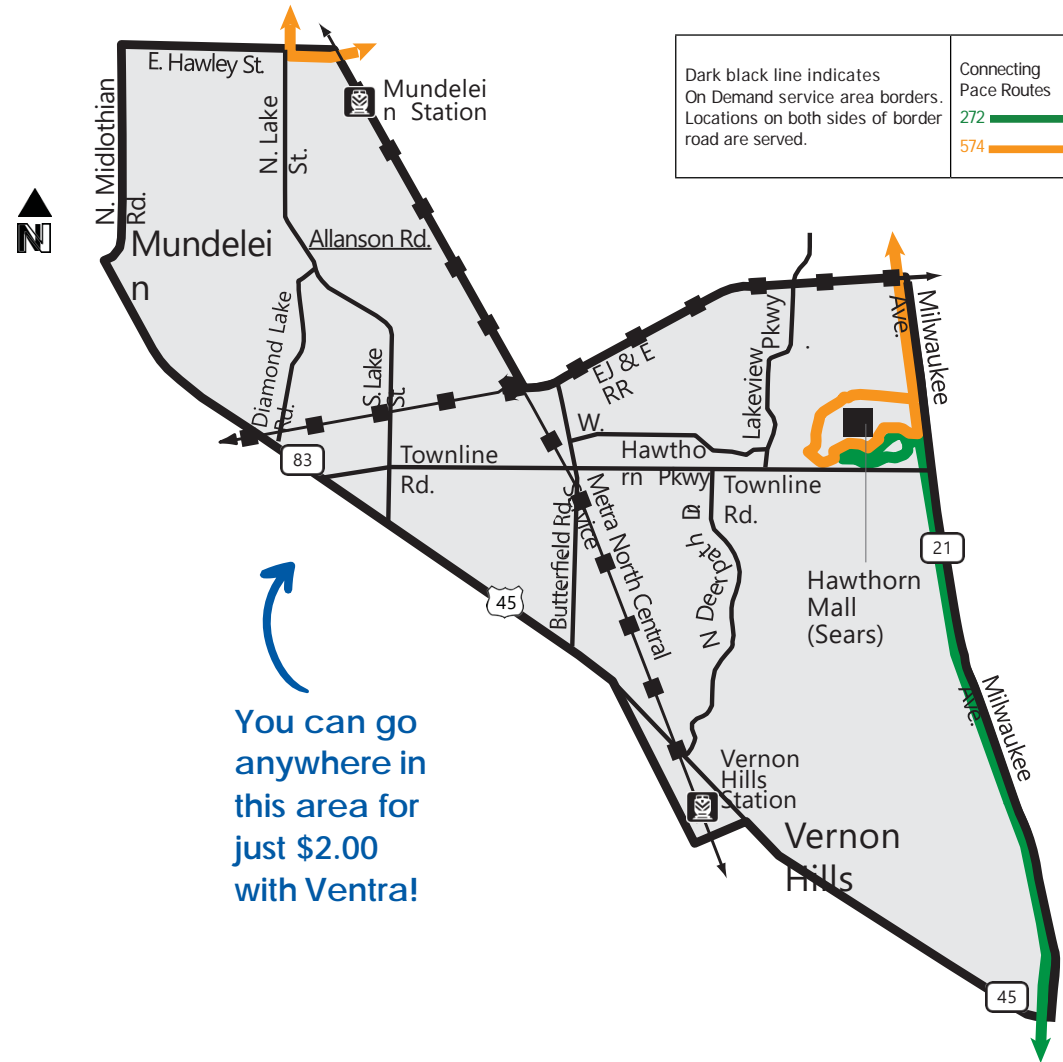 E. Hawley St.
Mundelei
n Station
Dark black line indicates
On Demand service area borders.
Locations on both sides of border
road are served.
Connecting
Pace Routes
272
574
N. Midlothian
Rd.
N. Lake
St.
N
Mundelei
n
Allanson Rd.
Diamond Lake
Rd.
S. Lake
St.
EJ & E
RR
Lakeview
Pkwy
.
Milwaukee
Ave.
83
Townline
Rd.
W.
Hawtho
rn Pkwy
Townline
Rd.
Butterfield Rd.
Metra North Central
Service
N Deerpath Dr.
21
45
Hawthorn
Mall
(Sears)
Milwaukee
Ave.
You can go
anywhere in
this area for
just $2.00
with Ventra!
Vernon
Hills
Station
Vernon
Hills
45